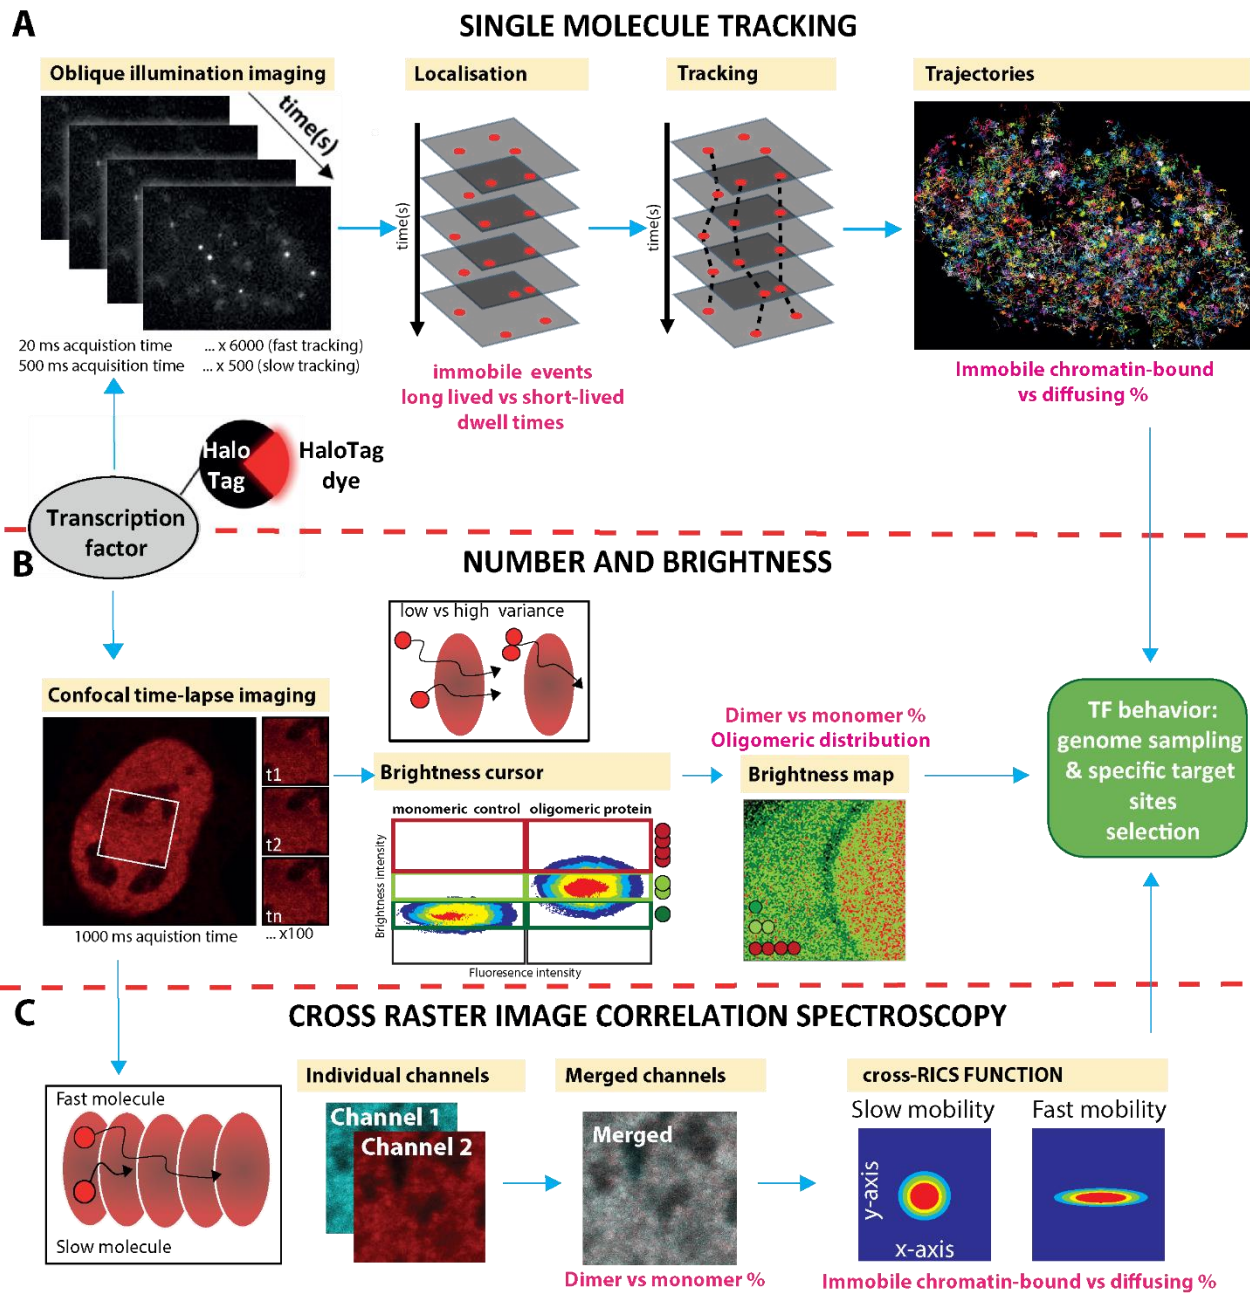 A
SINGLE MOLECULE TRACKING
Oblique illumination imaging
Localisation
Tracking
Trajectories
time(s)
time(s)
time(s)
20 ms acquistion time ... x 6000 (fast tracking)
500 ms acquisition time ... x 500 (slow tracking)
immobile events
long lived vs short-lived
dwell times
Immobile chromatin-bound
vs diffusing %
Halo
Tag
HaloTag
dye
Transcription
factor
B
NUMBER AND BRIGHTNESS
low vs high variance
Confocal time-lapse imaging
t1
t2
tn
1000 ms aquistion time
... x100
Brightness cursor
monomeric control
oligomeric protein
Brightness intensity
Fluoresence intensity
Dimer vs monomer %
Oligomeric distribution
Brightness map
TF behavior:
genome sampling
& specific target
sites
selection
C
CROSS RASTER IMAGE CORRELATION SPECTROSCOPY
Fast molecule
Slow molecule
Individual channels
Channel 1
Channel 2
Merged channels
Merged
Dimer vs monomer %
cross-RICS FUNCTION
Slow mobility
Fast mobility
y-axis
x-axis
Immobile chromatin-bound vs diffusing %